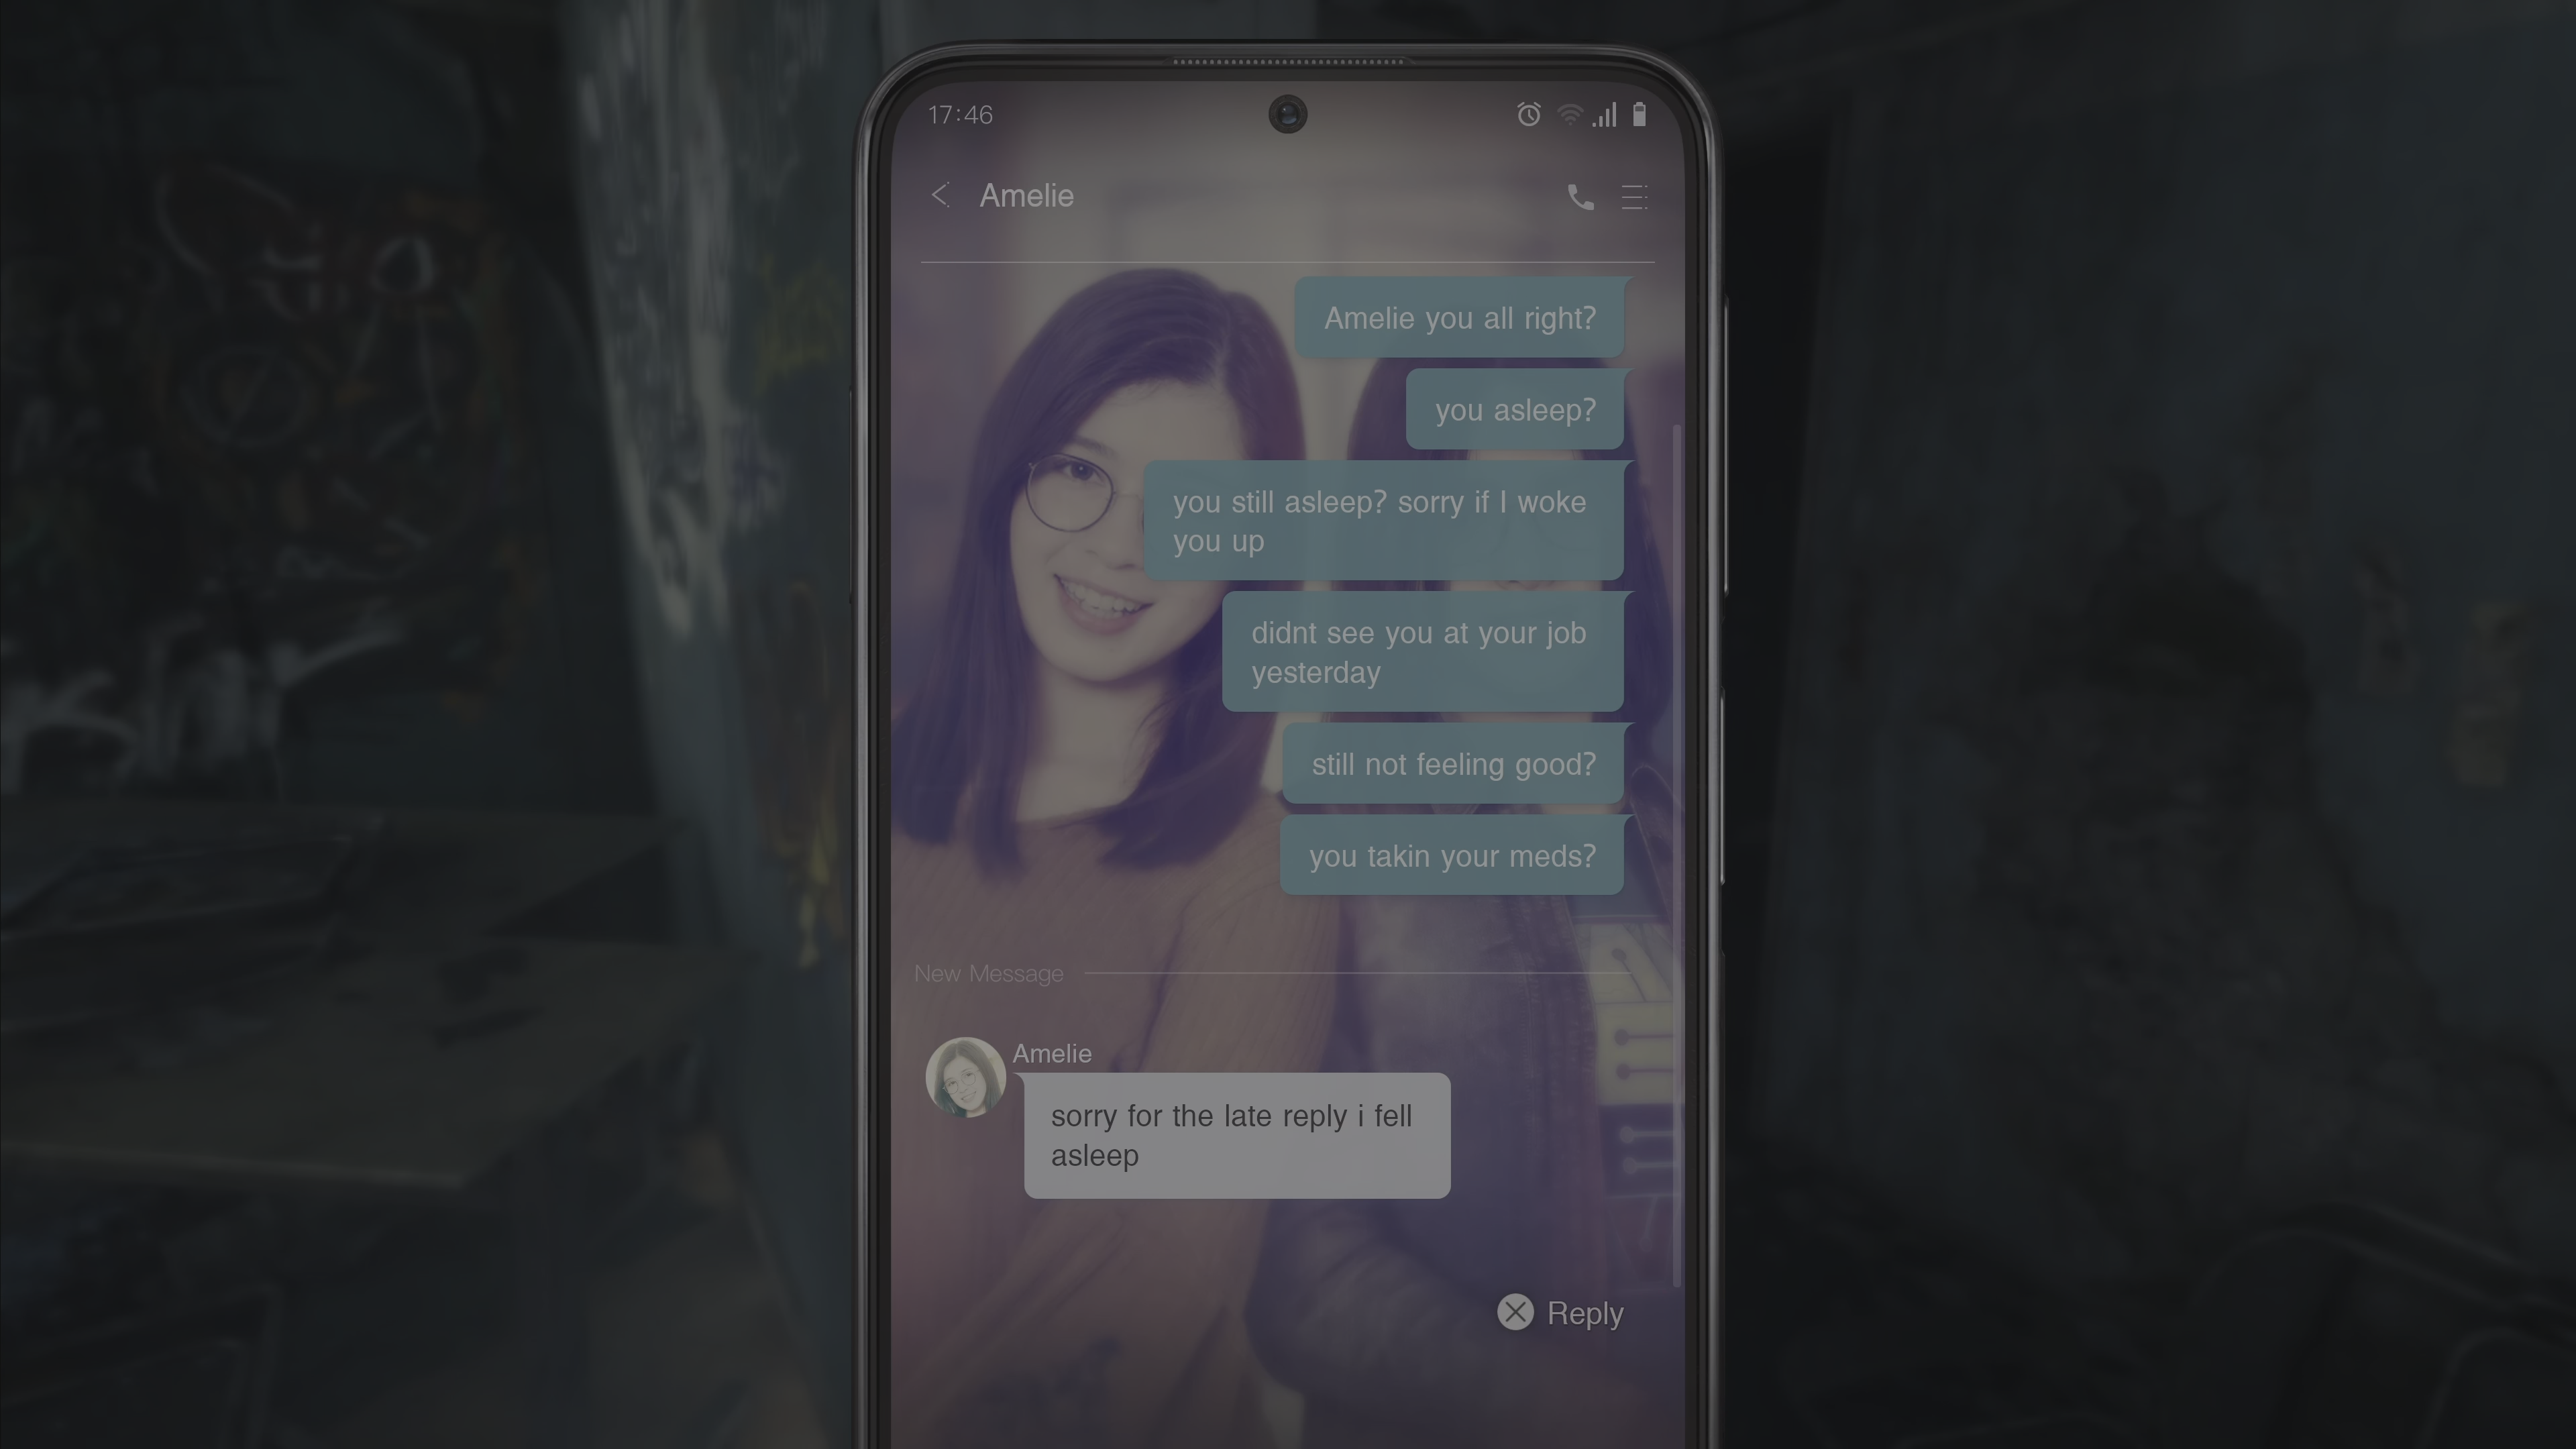 17:46
Amelie
Amelie you all right?
you asleep?
you still asleep? sorry if I woke
you up
didnt see you at your job
yesterday
still not feeling good?
you takin your meds?
New Message
Amelie
sorry for the late reply i fell
asleep
Reply